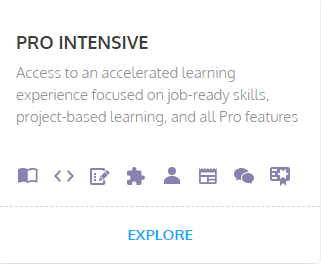 PRO INTENSIVE
Access to an accelerated learning
experience focused on job-ready skills,
project-based learning, and all Pro features
EXPLORE